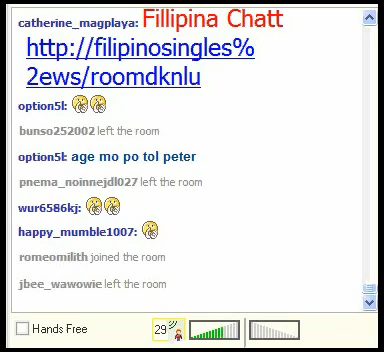 catherine_magplaya: Fillipina Chatt
http://filipinosingles%
2ews/roomdknlu
option5l:
bunso252002 left the room
option5l: age mo po tol peter
pnema_noinnejdl027 left the room
wur6586kj:
happy_mumble1007:
romeomilith joined the room
jbee_wawowie left the room
Hands Free 29